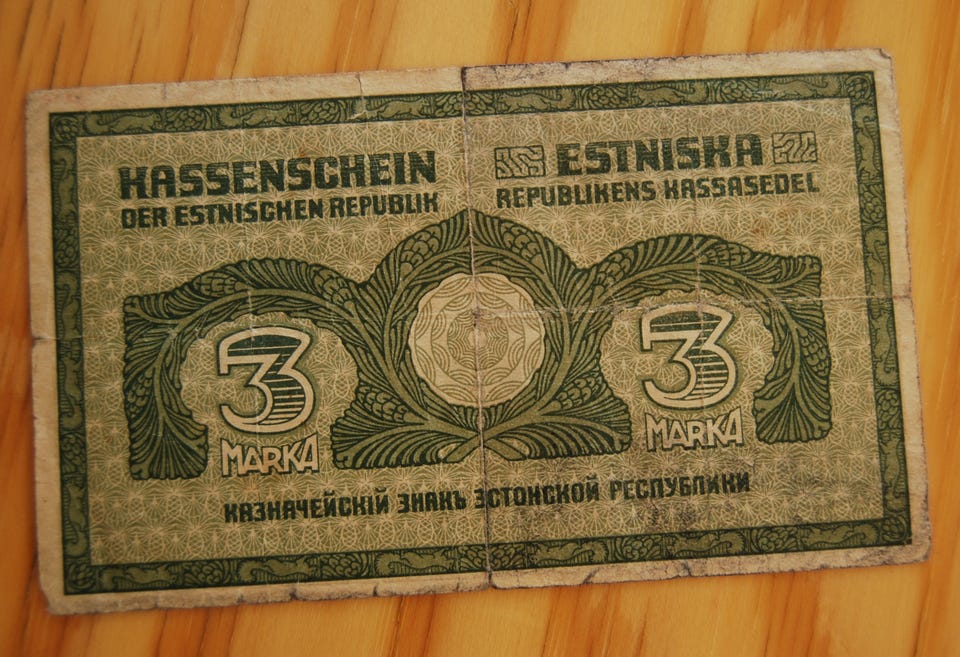 KASSENSCHEIN
DER ESTNISCHEN REPUBLIK
ESTNISKA
REPUBLIKENS KASSASEDEL
3
MARKA
3
MARKA
КАЗНАЧЕЙСКІЙ ЗНАКЪ ЭСТОНСКОЙ РЕСПУБЛИКИ